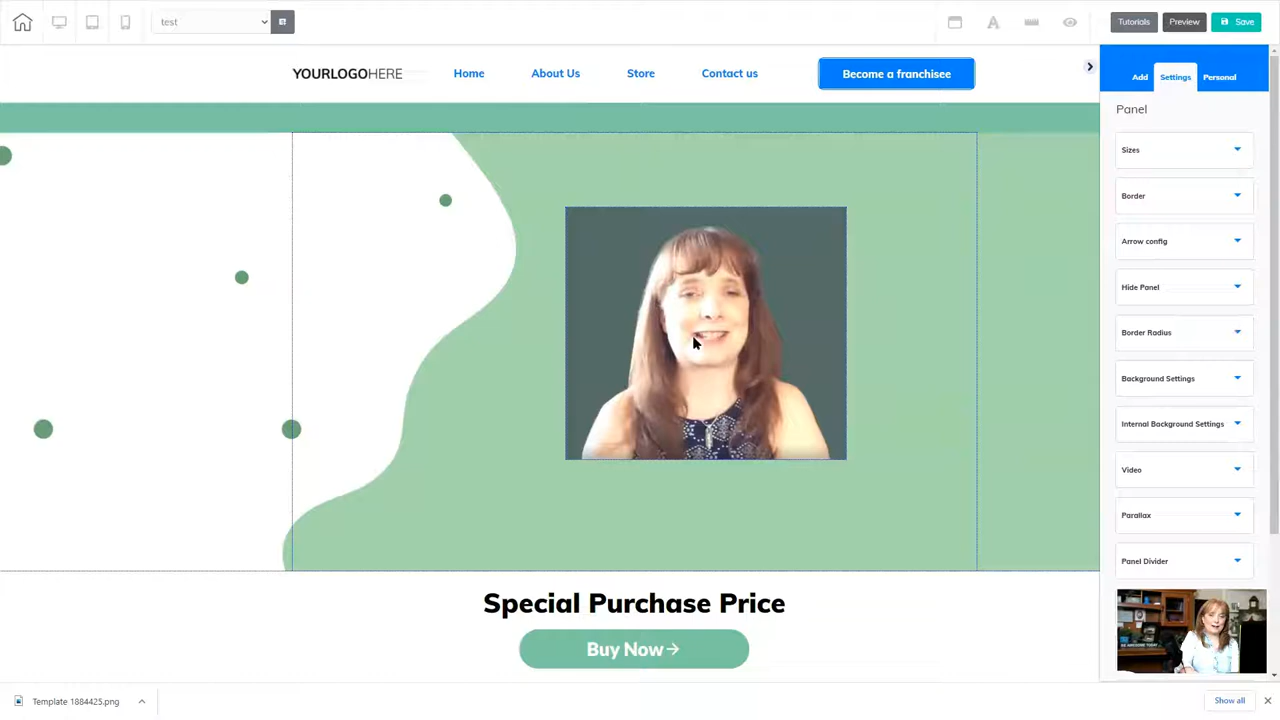 test
Tutorials
Preview
Save
YOURLOGOHERE
Home
About Us
Store
Contact us
Become a franchisee
Add
Settings
Personal
Panel
Sizes
Border
Arrow config
Hide Panel
Border Radius
Background Settings
Internal Background Settings
Video
Parallax
Panel Divider
Special Purchase Price
Buy Now→
Template 1884425.png
Show all